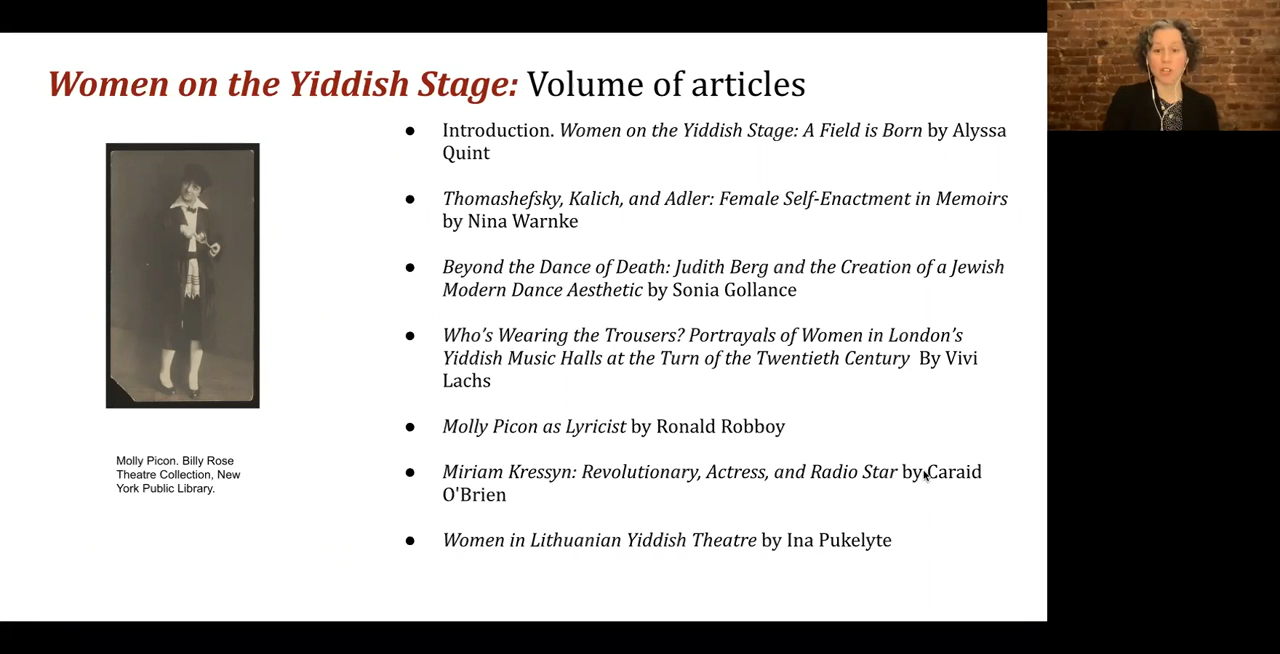 Women on the Yiddish Stage: Volume of articles
● Introduction. Women on the Yiddish Stage: A Field is Born by Alyssa
Quint
● Thomashefsky, Kalich, and Adler: Female Self-Enactment in Memoirs
by Nina Warnke
● Beyond the Dance of Death: Judith Berg and the Creation of a Jewish
Modern Dance Aesthetic by Sonia Gollance
● Who’s Wearing the Trousers? Portrayals of Women in London’s
Yiddish Music Halls at the Turn of the Twentieth Century By Vivi
Lachs
● Molly Picon as Lyricist by Ronald Robboy
● Miriam Kressyn: Revolutionary, Actress, and Radio Star by Caraid
O'Brien
● Women in Lithuanian Yiddish Theatre by Ina Pukelyte
Molly Picon. Billy Rose
Theatre Collection, New
York Public Library.